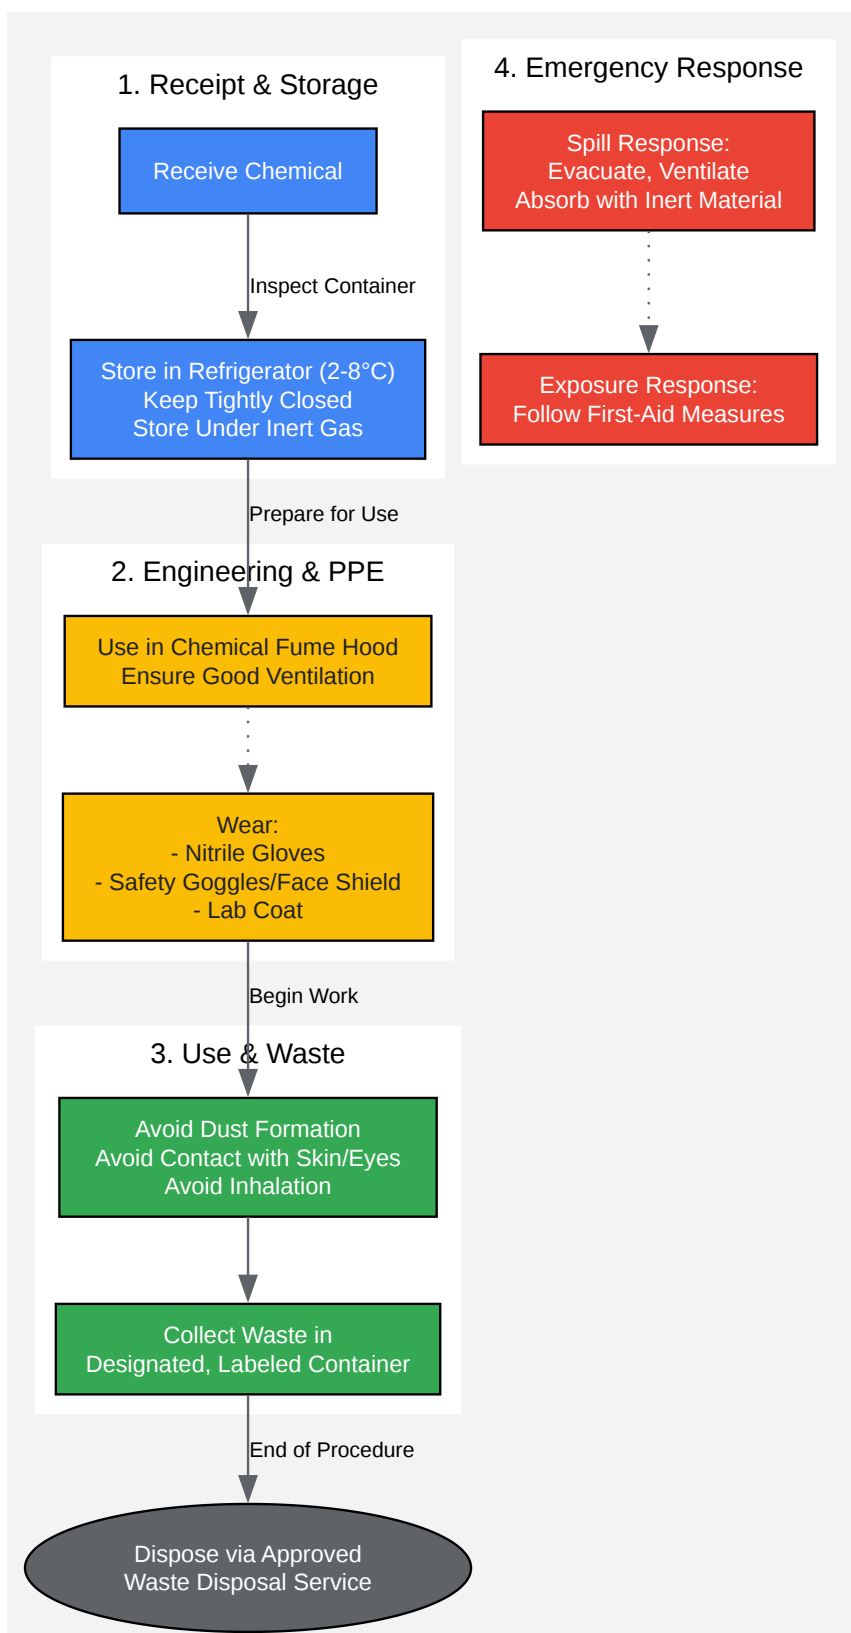 1. Receipt & Storage
Receive Chemical
Inspect Container
Store in Refrigerator (2-8°C)
Keep Tightly Closed
Store Under Inert Gas
Prepare for Use
2. Engineering & PPE
Use in Chemical Fume Hood
Ensure Good Ventilation
Wear:
- Nitrile Gloves
- Safety Goggles/Face Shield
- Lab Coat
Begin Work
3. Use & Waste
Avoid Dust Formation
Avoid Contact with Skin/Eyes
Avoid Inhalation
Collect Waste in
Designated, Labeled Container
End of Procedure
Dispose via Approved
Waste Disposal Service
4. Emergency Response
Spill Response:
Evacuate, Ventilate
Absorb with Inert Material
Exposure Response:
Follow First-Aid Measures